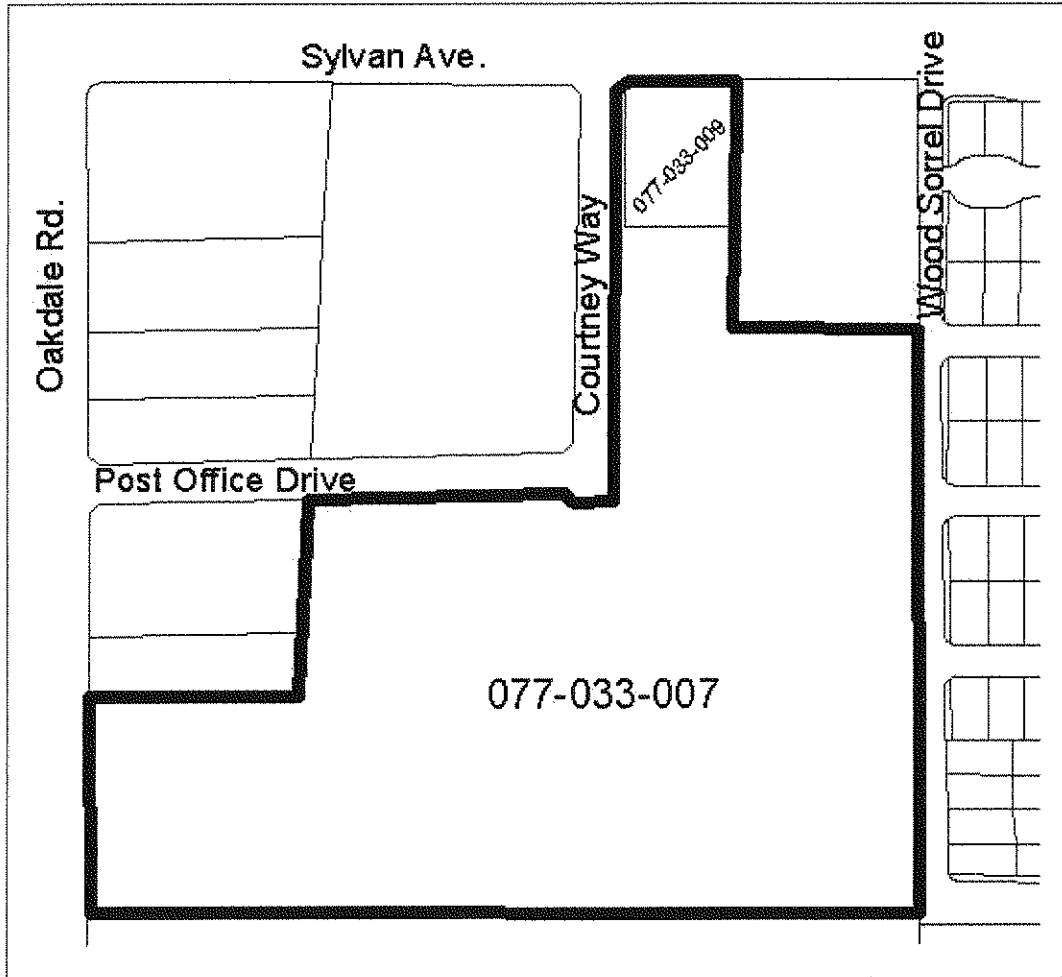 Sylvan Ave.
Wood Sorrel Drive
077-033-009
Oakdale Rd.
Courtney Way
Post Office Drive
077-033-007